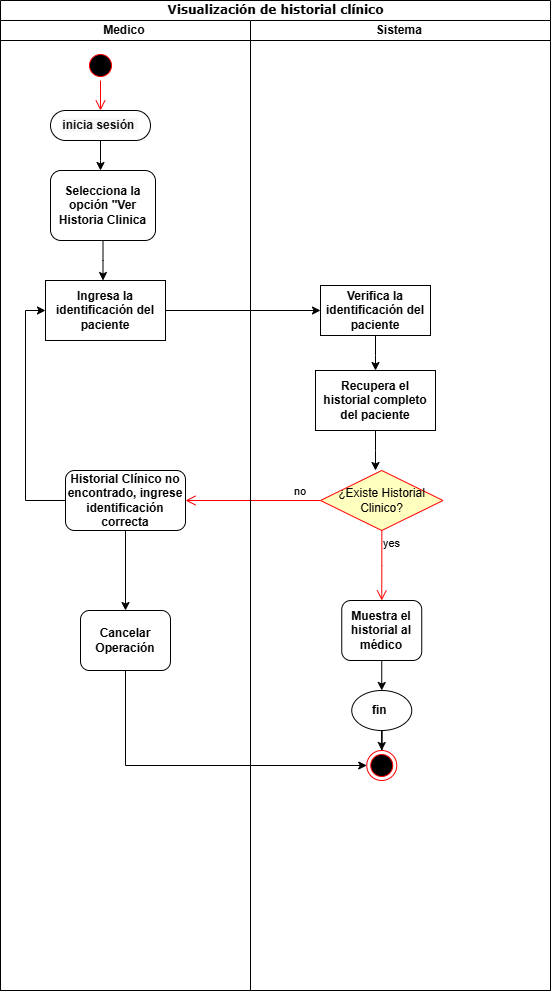 Visualización de historial clínico
Medico
Sistema
inicia sesión
Selecciona la
opción "Ver
Historia Clinica
Ingresa la
identificación del
paciente
Verifica la
identificación del
paciente
Recupera el
historial completo
del paciente
Historial Clínico no
encontrado, ingrese
identificación
correcta
no
¿Existe Historial
Clinico?
yes
Cancelar
Operación
Muestra el
historial al
médico
fin